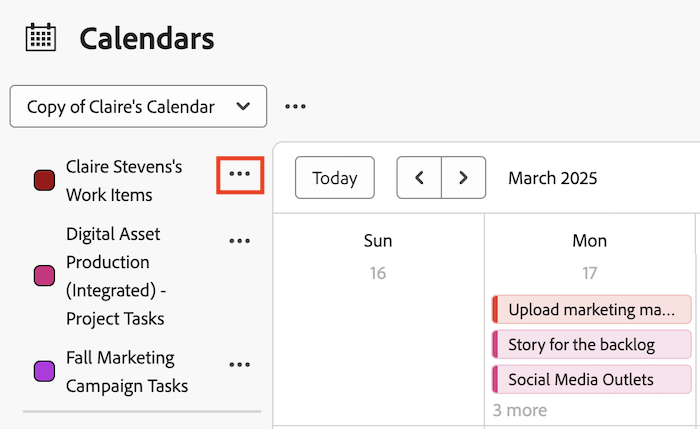 Calendars
Copy of Claire's Calendar
Claire Stevens's
Work Items
Digital Asset
Production
(Integrated) -
Project Tasks
Fall Marketing
Campaign Tasks
Today
March 2025
Sun
Mon
16
17
Upload marketing ma...
Story for the backlog
Social Media Outlets
3 more